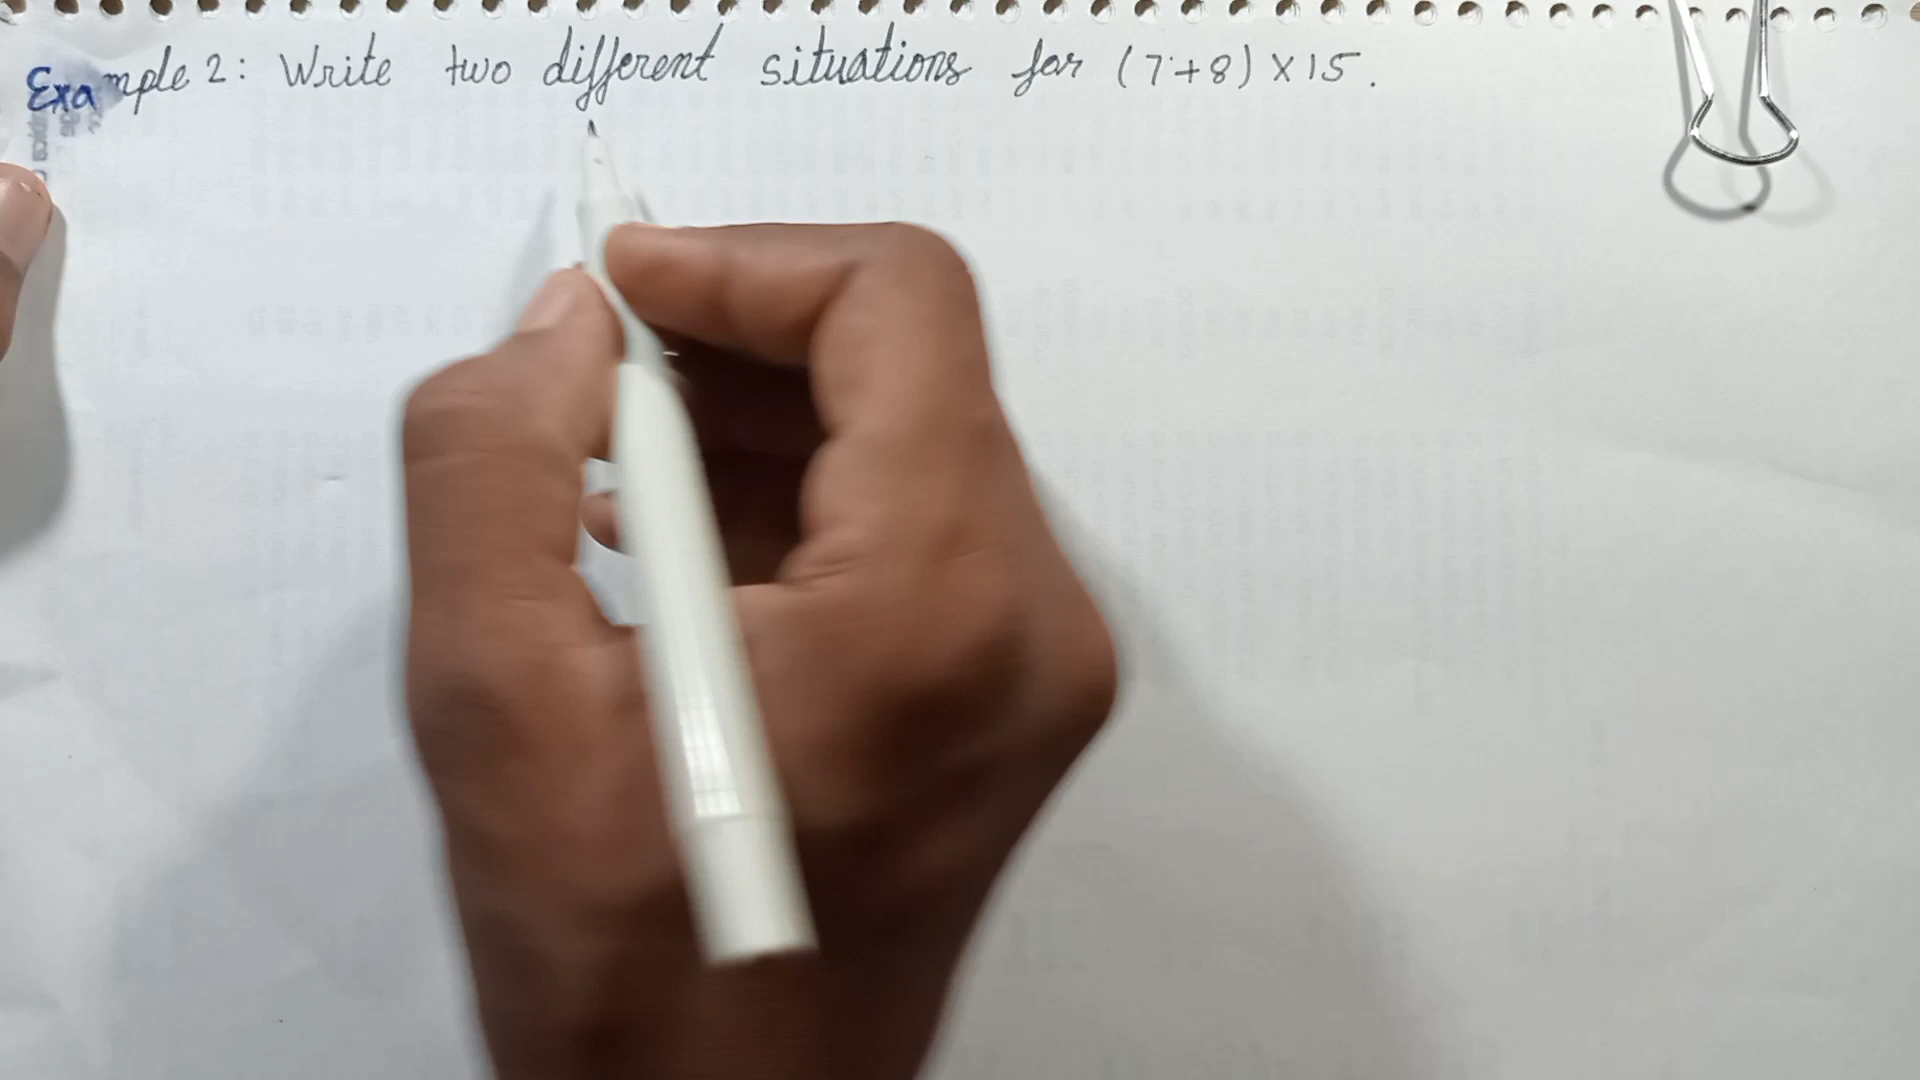 Example 2: Write two different situations for (7+8) × 15.